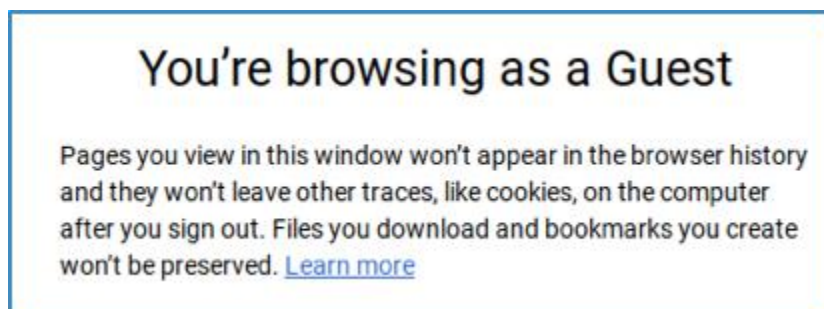 You’re browsing as a Guest
Pages you view in this window won’t appear in the browser history
and they won’t leave other traces, like cookies, on the computer
after you sign out. Files you download and bookmarks you create
won’t be preserved. Learn more